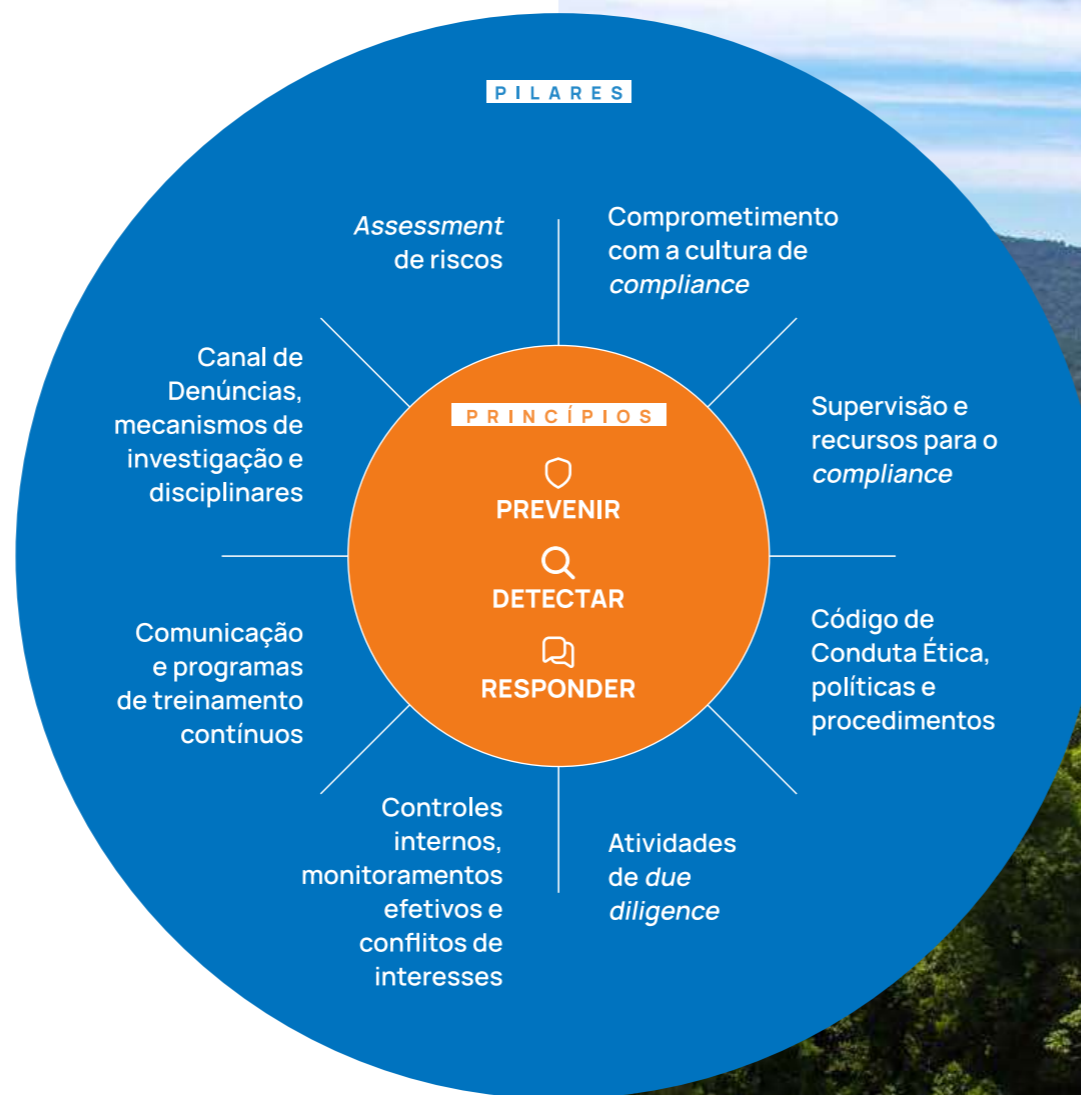 PILARES
Assessment
de riscos
Comprometimento
com a cultura de
compliance
Supervisão e
recursos para o
compliance
Código de
Conduta Ética,
políticas e
procedimentos
Atividades
de due
diligence
Controles
internos,
monitoramentos
efetivos e
conflitos de
interesses
Comunicação
e programas
de treinamento
contínuos
Canal de
Denúncias,
mecanismos de
investigação e
disciplinares
PRINCÍPIOS
PREVENIR
DETECTAR
RESPONDER